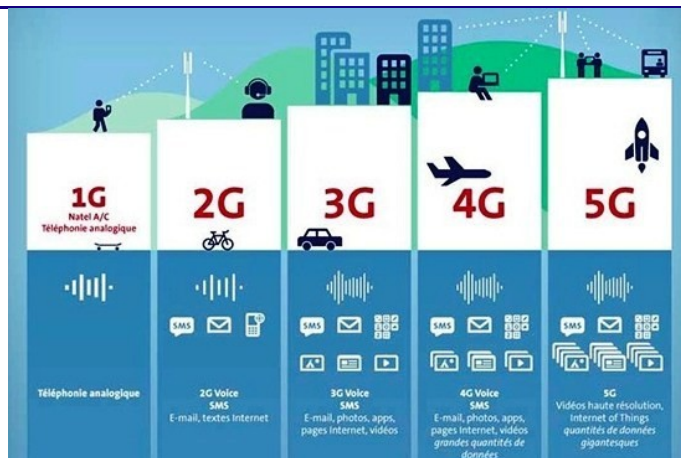 1G
Natel A/C
Téléphonie analogique
2G
3G
4G
5G
SMS
SMS
SMS
SMS
Téléphonie analogique
2G Voice
SMS
E-mail, textes Internet
3G Voice
SMS
E-mail, photos, apps,
pages Internet, vidéos
4G Voice
SMS
E-mail, photos, apps,
pages Internet, vidéos
grandes quantités de
données
5G
Vidéos haute résolution,
Internet of Things
quantités de données
gigantesques